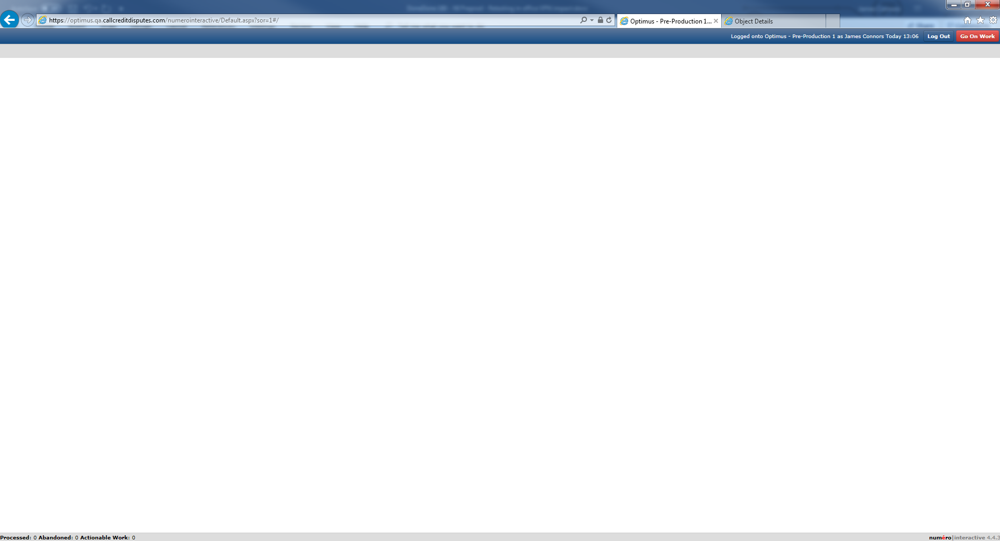 https://optimus.qa.callcreditdisputes.com/numerointeractive/Default.aspx?sor=1#/
Optimus - Pre-Production 1...
Object Details
Logged onto Optimus - Pre-Production 1 as James Connors Today 13:06
Log Out
Go On Work
Processed: 0 Abandoned: 0 Actionable Work: 0
numéro|interactive 4.4.3